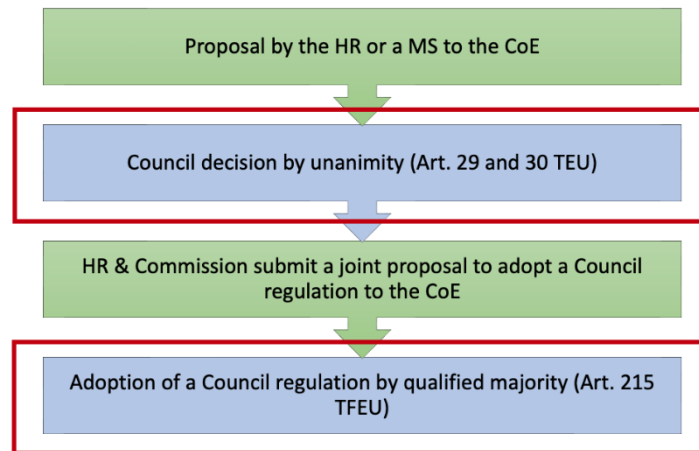 Proposal by the HR or a MS to the CoE
Council decision by unanimity (Art. 29 and 30 TEU)
HR & Commission submit a joint proposal to adopt a Council
regulation to the CoE
Adoption of a Council regulation by qualified majority (Art. 215
TFEU)